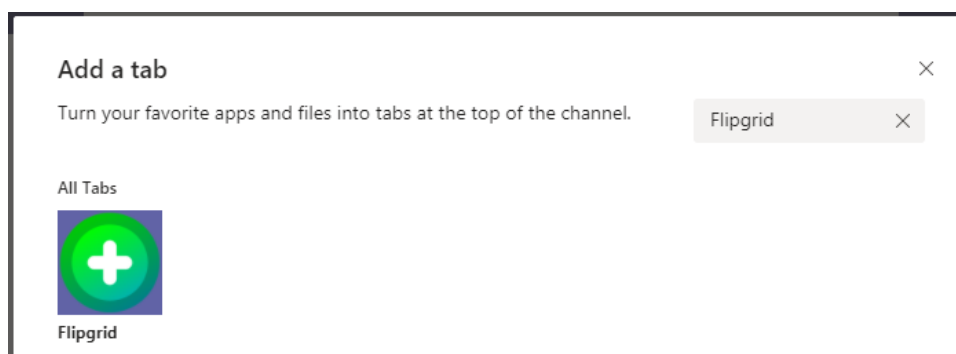 Add a tab
Turn your favorite apps and files into tabs at the top of the channel.
Flipgrid
All Tabs
Flipgrid